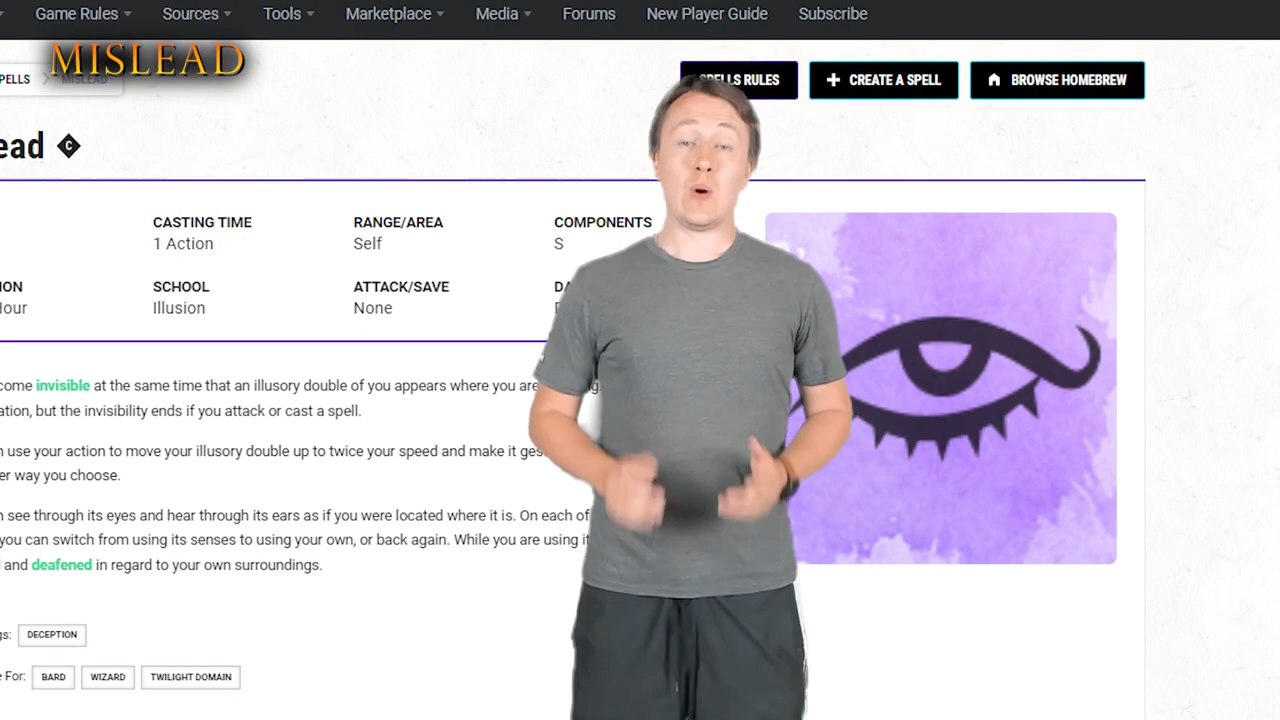 Game Rules Sources Tools Marketplace Media Forums New Player Guide Subscribe
MISLEAD
PELLS MISLEAD
SPELLS RULES CREATE A SPELL BROWSE HOMEBREW
ead C
CASTING TIME RANGE/AREA COMPONENTS
1 Action Self S
ION SCHOOL ATTACK/SAVE DA
Hour Illusion None
come invisible at the same time that an illusory double of you appears where you are
ation, but the invisibility ends if you attack or cast a spell.
n use your action to move your illusory double up to twice your speed and make it ges
er way you choose.
n see through its eyes and hear through its ears as if you were located where it is. On each of
you can switch from using its senses to using your own, or back again. While you are using it
l and deafened in regard to your own surroundings.
gs: DECEPTION
e For: BARD WIZARD TWILIGHT DOMAIN